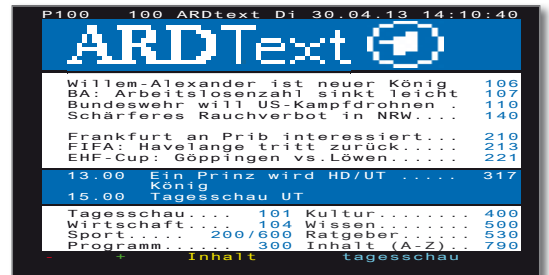 P100 100 ARDtext Di 30.04.13 14:10:40
ARDText
Willem-Alexander ist neuer König 106
BA: Arbeitslosenzahl sinkt leicht 107
Bundeswehr will US-Kampfdrohnen . 110
Schärferes Rauchverbot in NRW.... 140
Frankfurt an Prib interessiert... 210
FIFA: Havelange tritt zurück..... 213
EHF-Cup: Göppingen vs.Löwen...... 221
13.00 Ein Prinz wird HD/UT ..... 317
König
15.00 Tagesschau UT
Tagesschau.... 101 Kultur........ 400
Wirtschaft.... 104 Wissen........ 500
Sport..... 200/600 Ratgeber...... 530
Programm...... 300 Inhalt (A-Z).. 790
- + Inhalt tagesschau